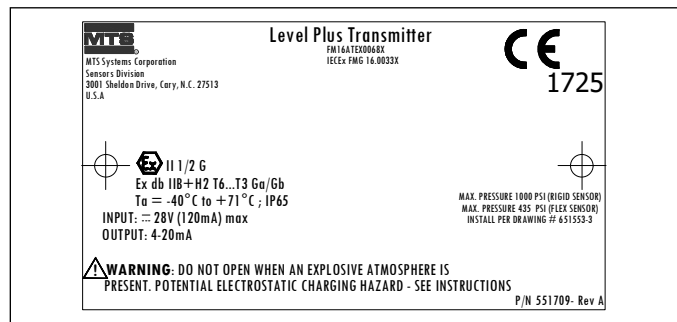 MTS
MTS Systems Corporation
Sensors Division
3001 Sheldon Drive, Cary, N.C. 27513
U.S.A
Level Plus Transmitter
FM16ATEX0068X
IECEx FMG 16.0033X
CE
1725
Ex II 1/2 G
Ex db IIB+H2 T6...T3 Ga/Gb
Ta = -40°C to +71°C ; IP65
INPUT: ⎓ 28V (120mA) max
OUTPUT: 4-20mA
MAX. PRESSURE 1000 PSI (RIGID SENSOR)
MAX. PRESSURE 435 PSI (FLEX SENSOR)
INSTALL PER DRAWING # 651553-3
WARNING: DO NOT OPEN WHEN AN EXPLOSIVE ATMOSPHERE IS
PRESENT. POTENTIAL ELECTROSTATIC CHARGING HAZARD - SEE INSTRUCTIONS
P/N 551709- Rev A